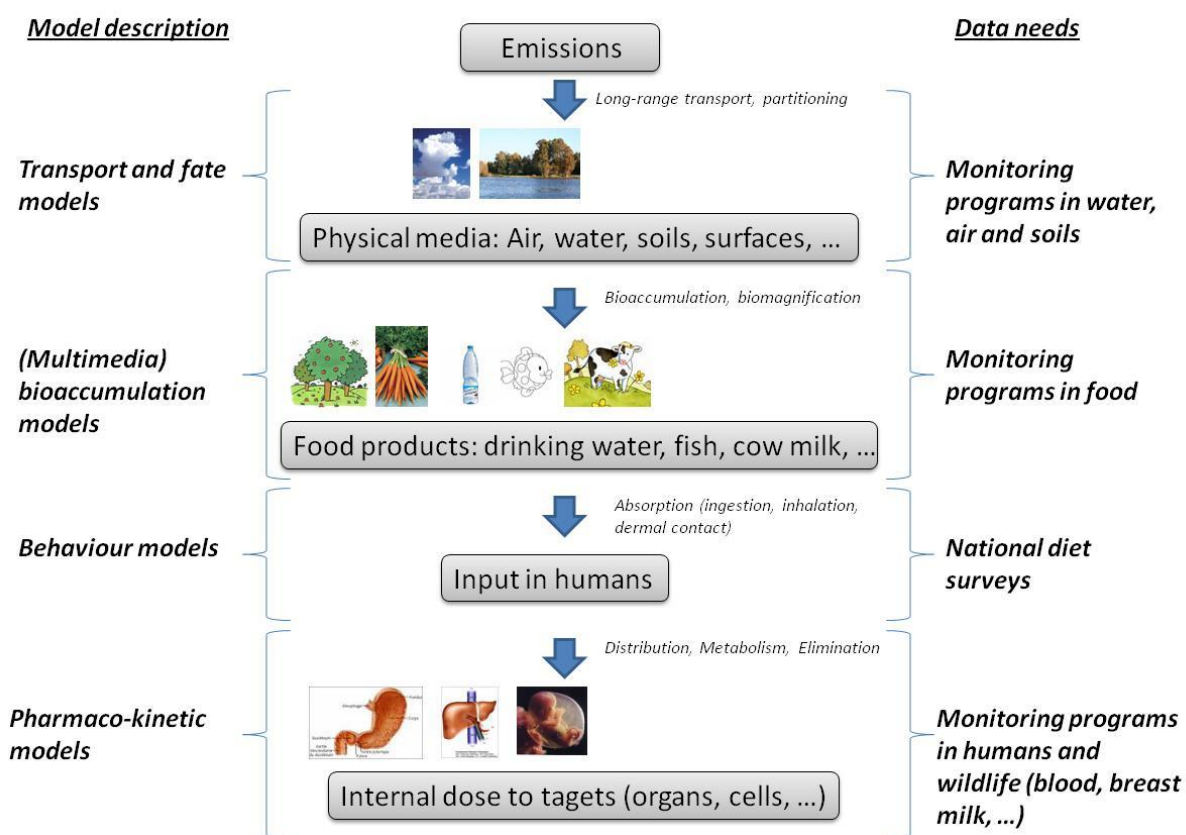 Model description
Emissions
Data needs
Long-range transport, partitioning
Transport and fate
models
Monitoring
programs in water,
air and soils
Physical media: Air, water, soils, surfaces, ...
Bioaccumulation, biomagnification
(Multimedia)
bioaccumulation
models
Monitoring
programs in food
Food products: drinking water, fish, cow milk, ...
Absorption (ingestion, inhalation,
dermal contact)
Behaviour models
National diet
surveys
Input in humans
Distribution, Metabolism, Elimination
Pharmaco-kinetic
models
Monitoring programs
in humans and
wildlife (blood, breast
milk, ...)
Internal dose to tagets (organs, cells, ...)